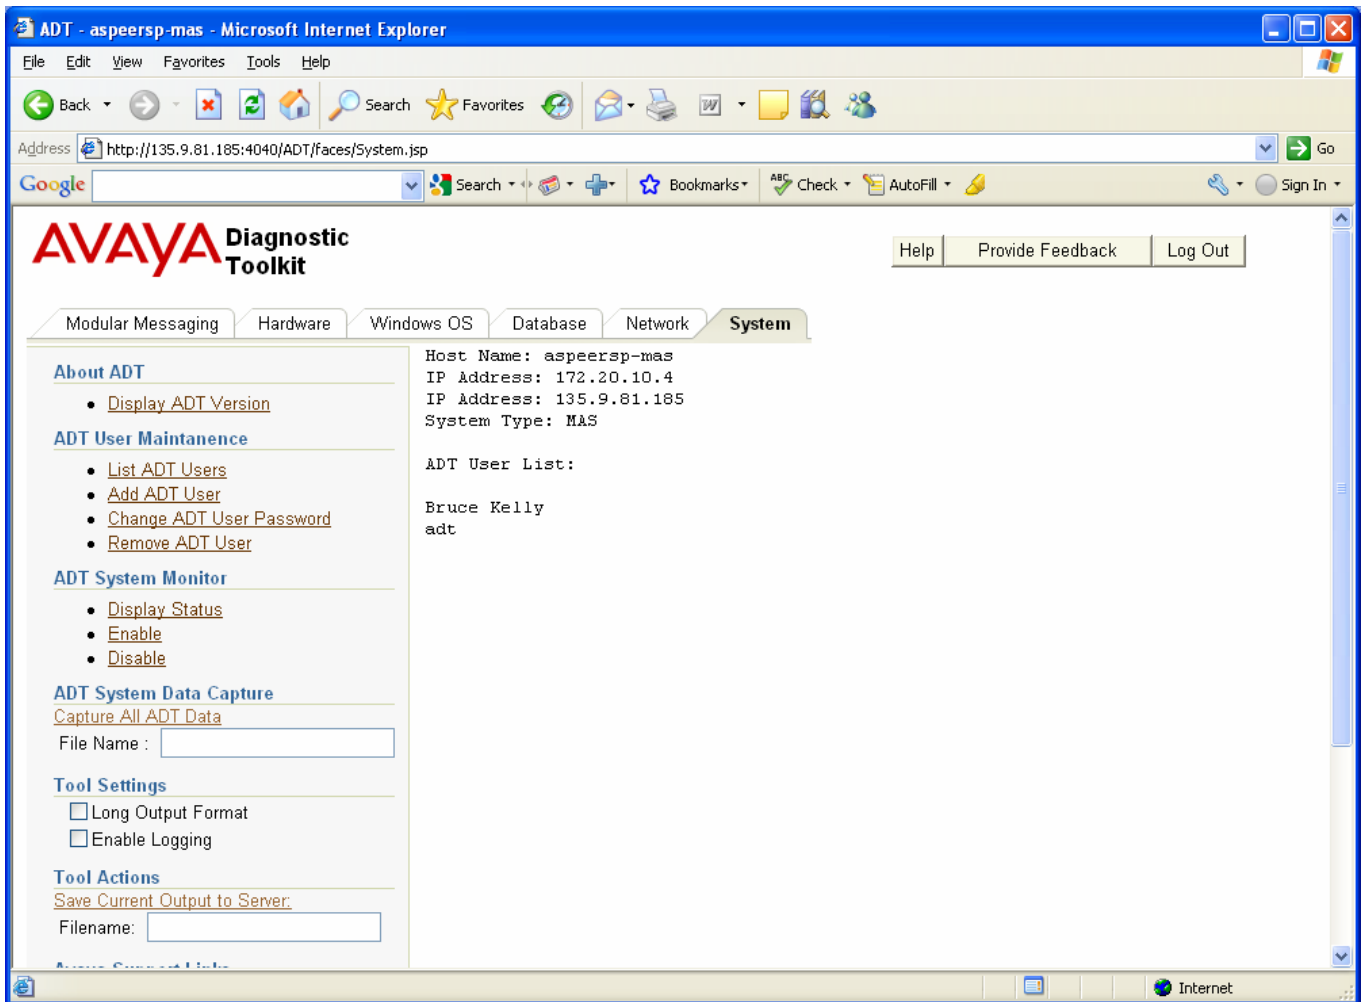 ADT - aspeersp-mas - Microsoft Internet Explorer
File Edit View Favorites Tools Help
Back Search Favorites
Address http://135.9.81.185:4040/ADT/faces/System.jsp Go
Google Search Bookmarks ABC Check AutoFill Sign In
AVAYA Diagnostic Toolkit
Help Provide Feedback Log Out
Modular Messaging Hardware Windows OS Database Network System
About ADT
Display ADT Version
ADT User Maintanence
List ADT Users
Add ADT User
Change ADT User Password
Remove ADT User
ADT System Monitor
Display Status
Enable
Disable
ADT System Data Capture
Capture All ADT Data
File Name :
Tool Settings
Long Output Format
Enable Logging
Tool Actions
Save Current Output to Server:
Filename:
Avaya Support Links
Host Name: aspeersp-mas
IP Address: 172.20.10.4
IP Address: 135.9.81.185
System Type: MAS
ADT User List:
Bruce Kelly
adt
Internet